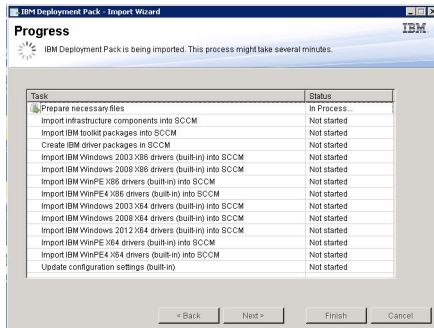 IBM Deployment Pack - Import Wizard
Progress
IBM
IBM Deployment Pack is being imported. This process might take several minutes.
Task Status
Prepare necessary files In Process...
Import infrastructure components into SCCM Not started
Import IBM toolkit packages into SCCM Not started
Create IBM driver packages in SCCM Not started
Import IBM Windows 2003 X86 drivers (built-in) into SCCM Not started
Import IBM Windows 2008 X86 drivers (built-in) into SCCM Not started
Import IBM WinPE X86 drivers (built-in) into SCCM Not started
Import IBM WinPE4 X86 drivers (built-in) into SCCM Not started
Import IBM Windows 2003 X64 drivers (built-in) into SCCM Not started
Import IBM Windows 2008 X64 drivers (built-in) into SCCM Not started
Import IBM Windows 2012 X64 drivers (built-in) into SCCM Not started
Import IBM WinPE X64 drivers (built-in) into SCCM Not started
Import IBM WinPE4 X64 drivers (built-in) into SCCM Not started
Update configuration settings (built-in) Not started
< Back Next > Finish Cancel